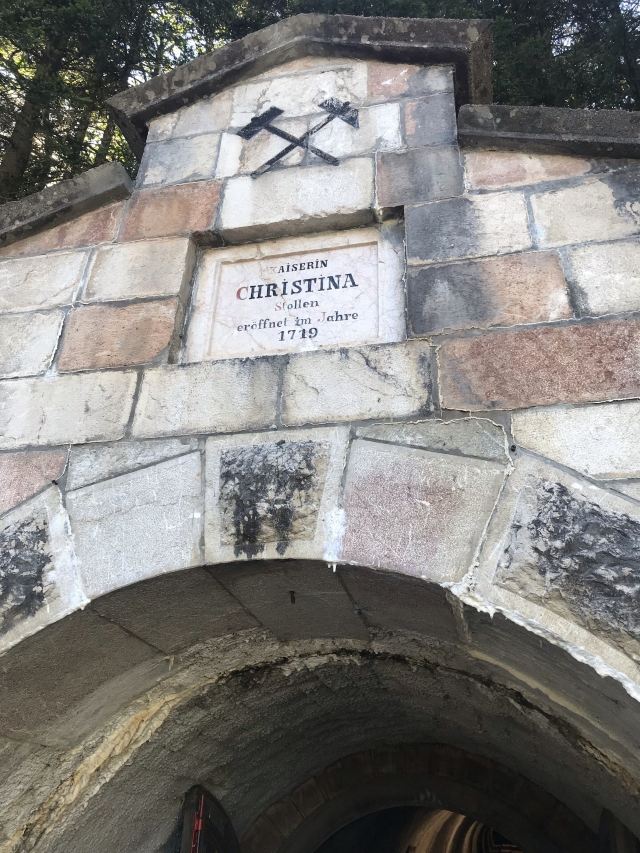 KAISERIN
CHRISTINA
Stollen
eröffnet im Jahre
1719